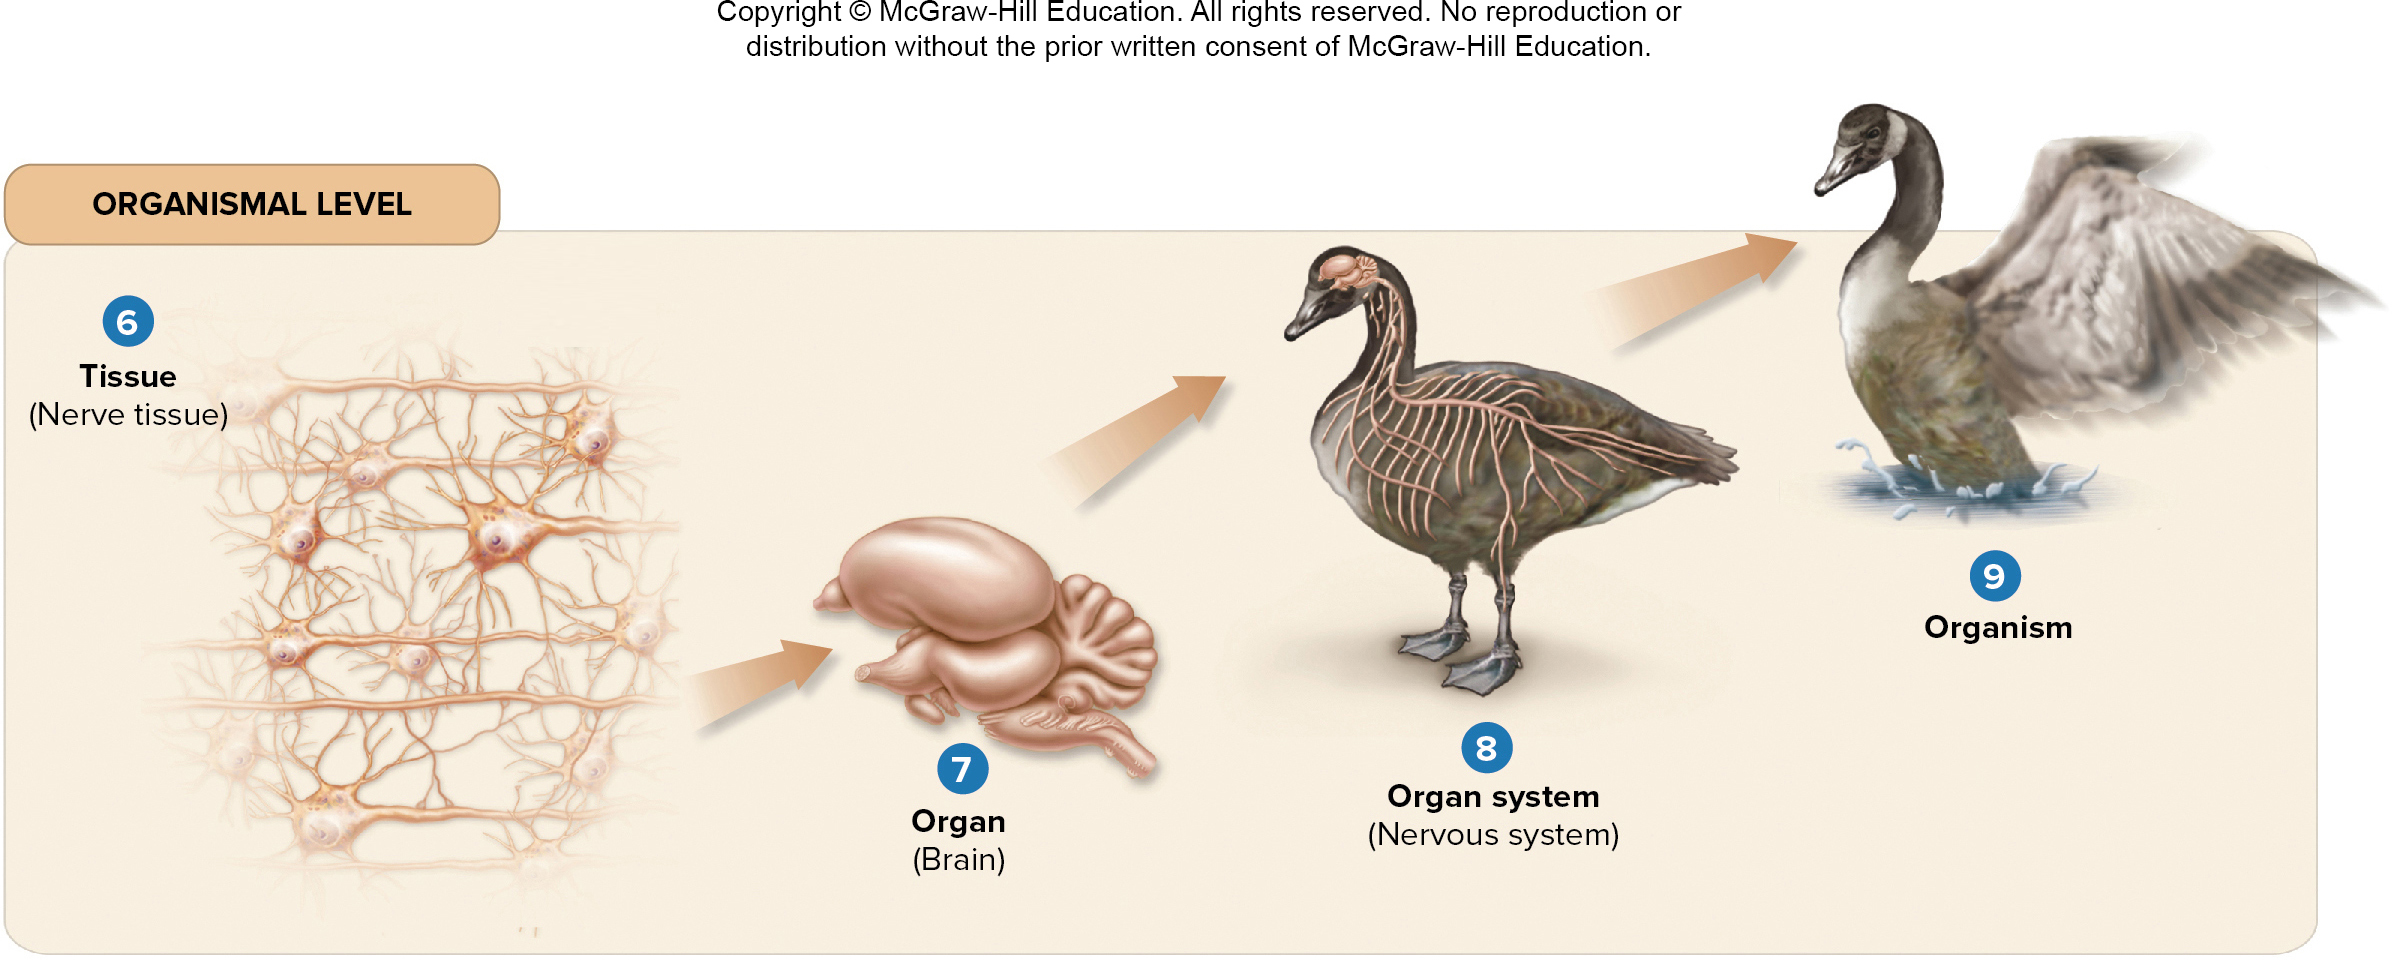 Copyright © McGraw-Hill Education. All rights reserved. No reproduction or
distribution without the prior written consent of McGraw-Hill Education.
ORGANISMAL LEVEL
6
Tissue
(Nerve tissue)
7
Organ
(Brain)
8
Organ system
(Nervous system)
9
Organism